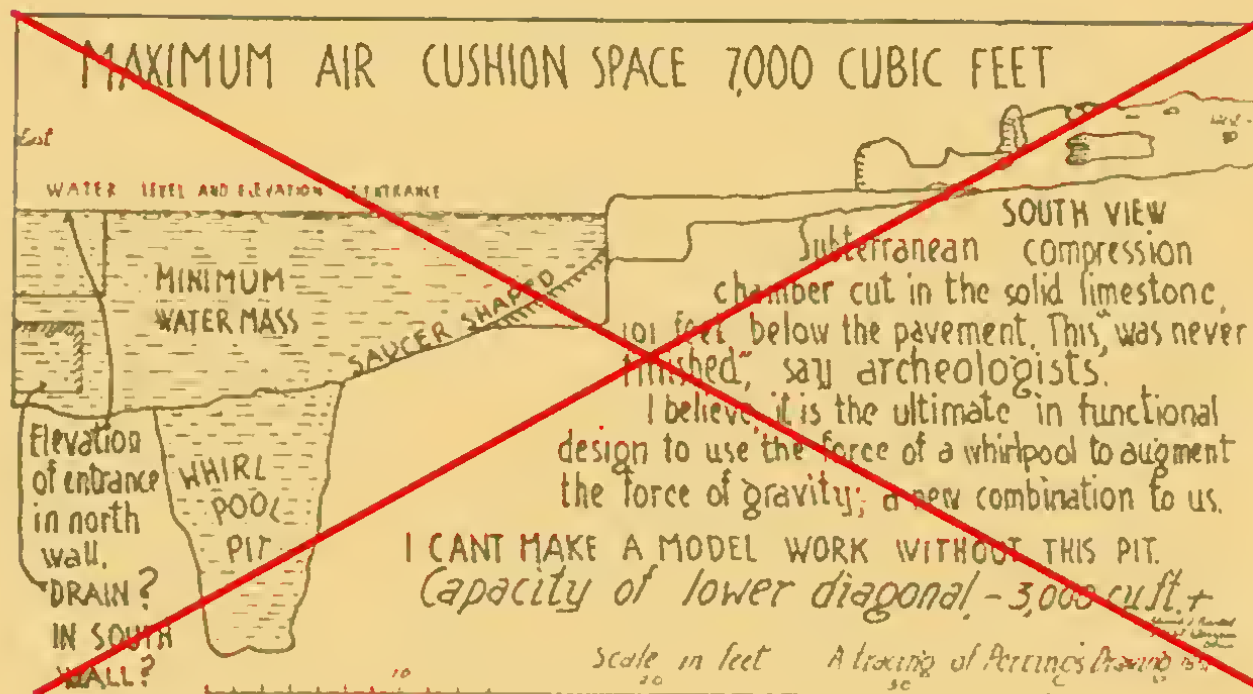 MAXIMUM AIR CUSHION SPACE 7,000 CUBIC FEET
East
WATER LEVEL AND ELEVATION ENTRANCE
MINIMUM
WATER MASS
SAUCER SHAPED
SOUTH VIEW
Subterranean compression
chamber cut in the solid limestone,
101 feet below the pavement. This "was never
finished," say archeologists.
I believe it is the ultimate in functional
design to use the force of a whirlpool to augment
the force of gravity; a new combination to us.
Elevation
of entrance
in north
wall.
DRAIN?
IN SOUTH
WALL?
WHIRL
POOL
PIT
I CANT MAKE A MODEL WORK WITHOUT THIS PIT.
Capacity of lower diagonal - 3,000 cu.ft. +
Scale in feet
A tracing of Perring's Drawing
10
20
30